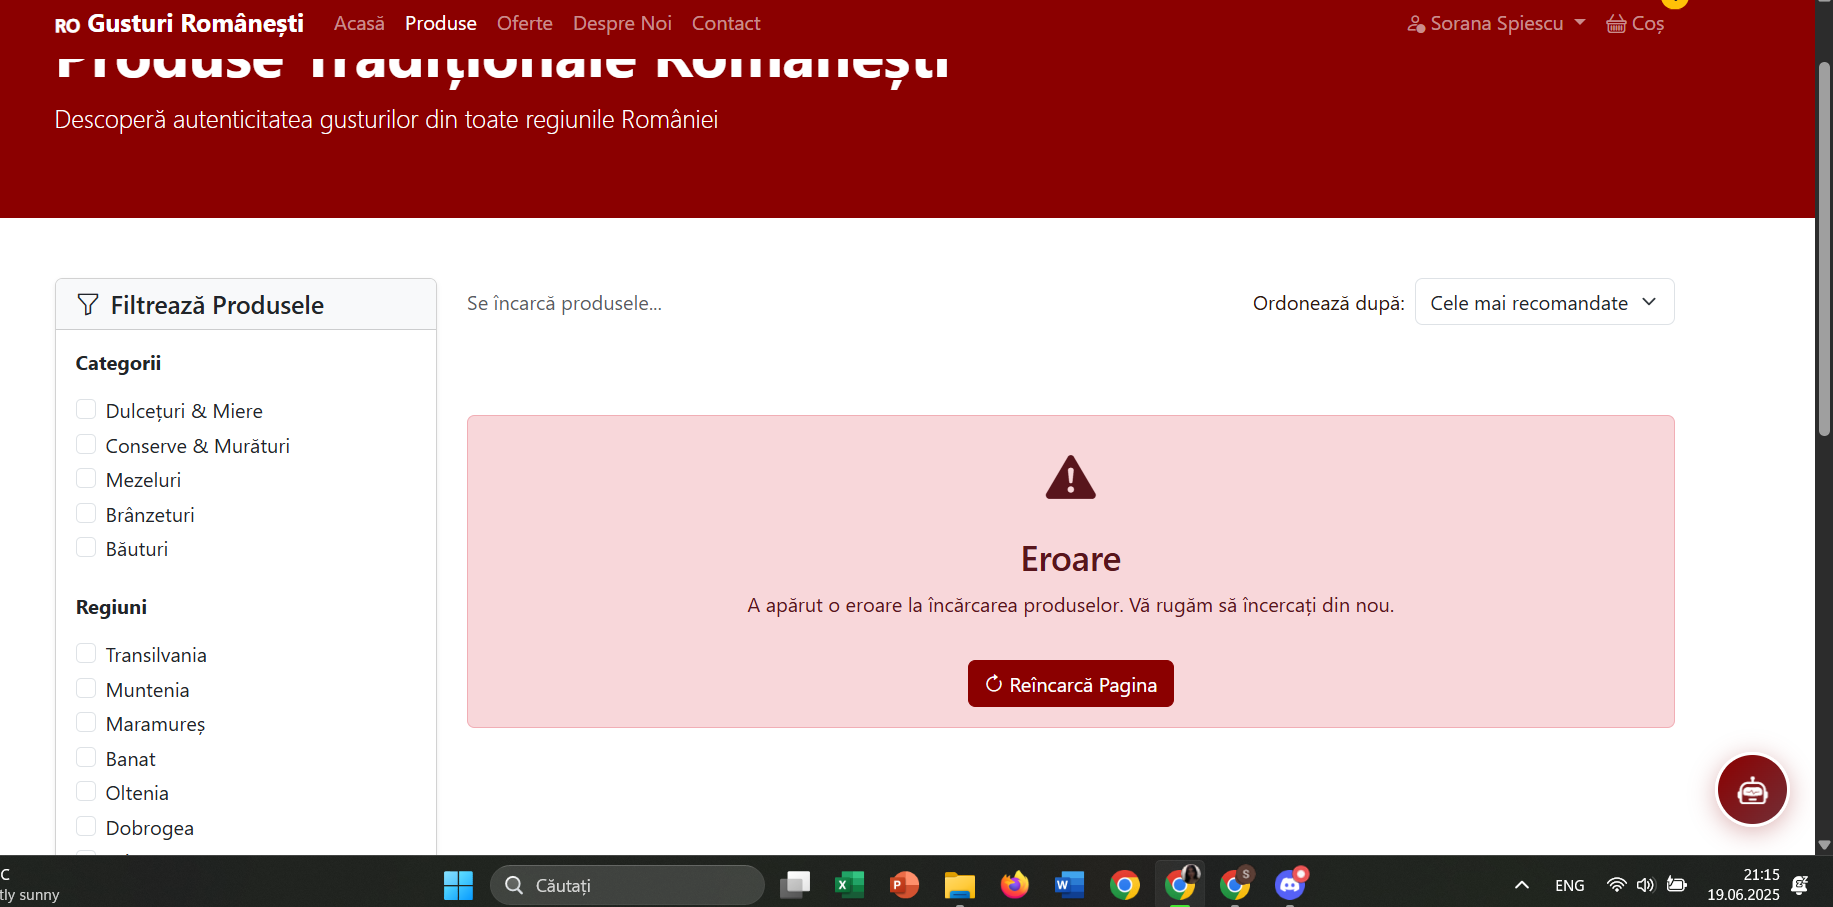 RO Gusturi Românești
Acasă
Produse
Oferte
Despre Noi
Contact
Sorana Spiescu
Coș
Produse Tradiționale Românești
Descoperă autenticitatea gusturilor din toate regiunile României
Filtrează Produsele
Categorii
Dulcețuri & Miere
Conserve & Murături
Mezeluri
Brânzeturi
Băuturi
Regiuni
Transilvania
Muntenia
Maramureș
Banat
Oltenia
Dobrogea
Se încarcă produsele...
Ordonează după:
Cele mai recomandate
Eroare
A apărut o eroare la încărcarea produselor. Vă rugăm să încercați din nou.
Reîncarcă Pagina
C
tly sunny
Căutați
ENG
21:15
19.06.2025